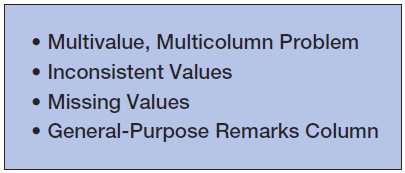 • Multivalue, Multicolumn Problem
• Inconsistent Values
• Missing Values
• General-Purpose Remarks Column